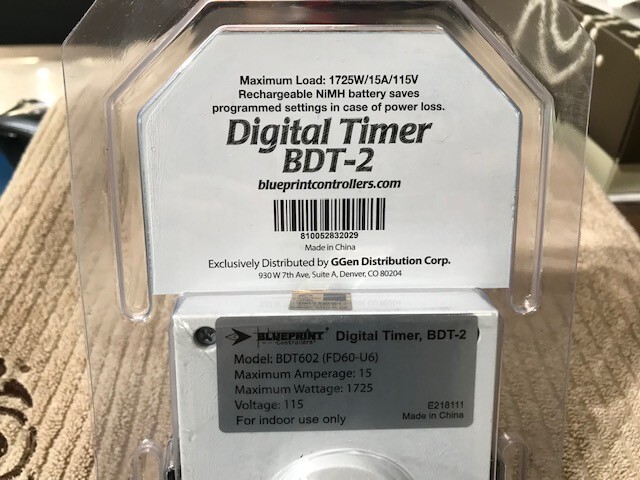 Maximum Load: 1725W/15A/115V
Rechargeable NiMH battery saves
programmed settings in case of power loss.
Digital Timer
BDT-2
blueprintcontrollers.com
810052832029
Made in China
Exclusively Distributed by GGen Distribution Corp.
930 W 7th Ave, Suite A, Denver, CO 80204
BLUEPRINT® Digital Timer, BDT-2
Controllers
Model: BDT602 (FD60-U6)
Maximum Amperage: 15
Maximum Wattage: 1725
Voltage: 115
For indoor use only
E218111
Made in China